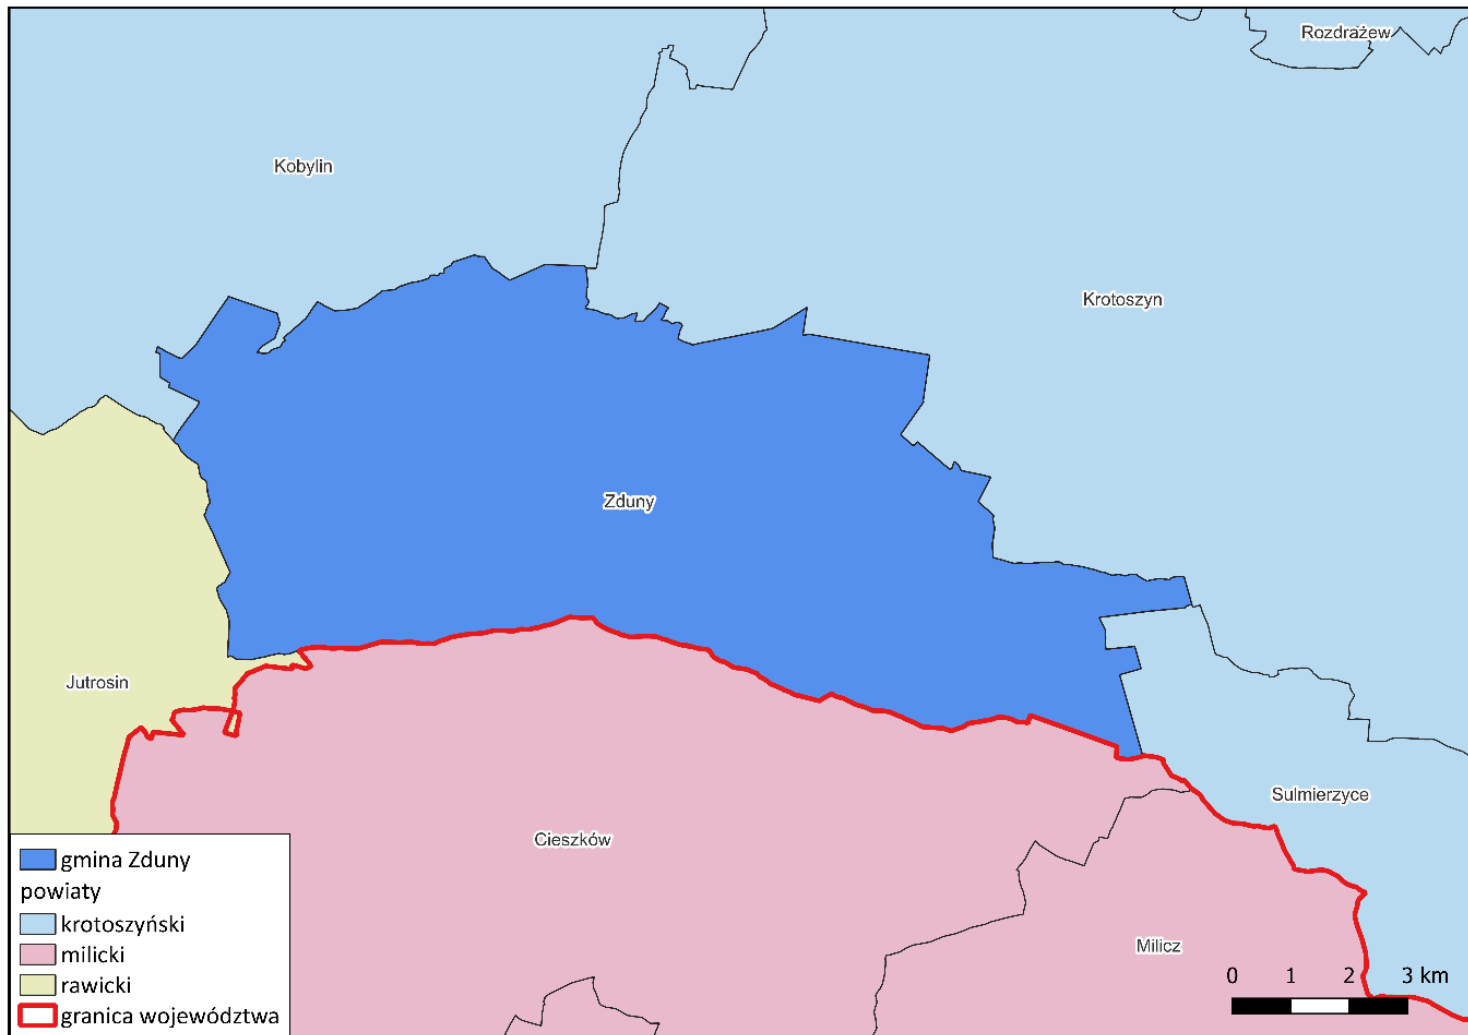 Rozdrażew
Kobylin
Krotoszyn
Zduny
Jutrosin
Sulmierzyce
Cieszków
Milicz
gmina Zduny
powiaty
krotoszyński
milicki
rawicki
granica województwa
0 1 2 3 km